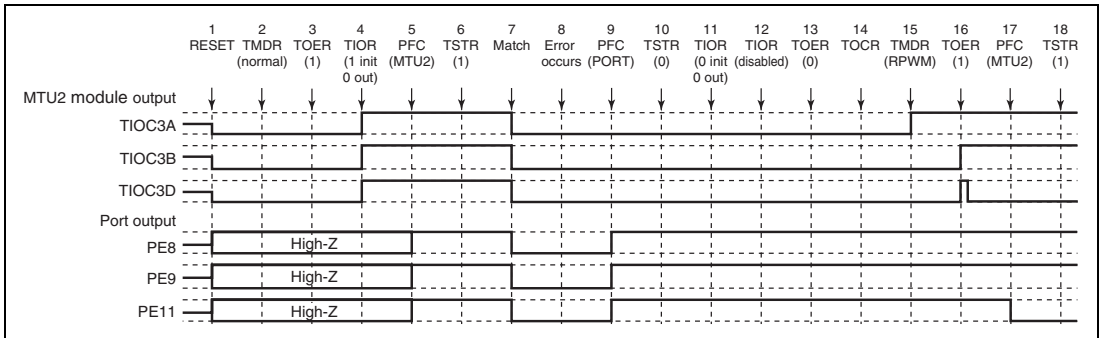 1 2 3 4 5 6 7 8 9 10 11 12 13 14 15 16 17 18
RESET TMDR TOER TIOR PFC TSTR Match Error PFC TSTR TIOR TIOR TOER TOCR TMDR TOER PFC TSTR
(normal) (1) (1 init (MTU2) (1) occurs (PORT) (0) (0 init (disabled) (0) (RPWM) (1) (MTU2) (1)
0 out) 0 out)
MTU2 module output
TIOC3A
TIOC3B
TIOC3D
Port output
PE8 High-Z
PE9 High-Z
PE11 High-Z